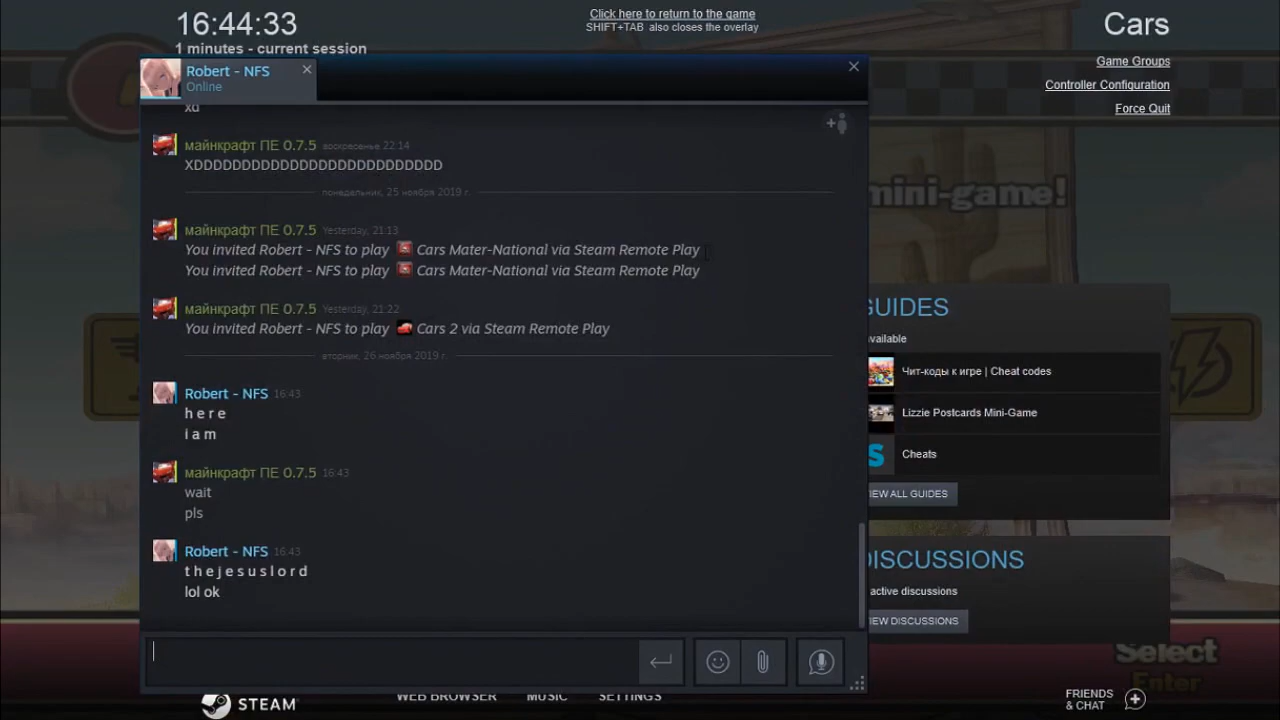 16:44:33
1 minutes - current session
Click here to return to the game
SHIFT+TAB also closes the overlay
Cars
Game Groups
Controller Configuration
Force Quit
Robert - NFS
Online
xd
майнкрафт ПЕ 0.7.5 воскресенье 22:14
XDDDDDDDDDDDDDDDDDDDDDDDDDD
понедельник, 25 ноября 2019 г.
майнкрафт ПЕ 0.7.5 Yesterday, 21:13
You invited Robert - NFS to play Cars Mater-National via Steam Remote Play
You invited Robert - NFS to play Cars Mater-National via Steam Remote Play
майнкрафт ПЕ 0.7.5 Yesterday, 21:22
You invited Robert - NFS to play Cars 2 via Steam Remote Play
вторник, 26 ноября 2019 г.
Robert - NFS 16:43
h e r e
i a m
майнкрафт ПЕ 0.7.5 16:43
wait
pls
Robert - NFS 16:43
t h e j e s u s l o r d
lol ok
mini-game!
GUIDES
available
Чит-коды к игре | Cheat codes
Lizzie Postcards Mini-Game
Cheats
VIEW ALL GUIDES
DISCUSSIONS
active discussions
VIEW DISCUSSIONS
Select
Enter
STEAM
WEB BROWSER
MUSIC
SETTINGS
FRIENDS
& CHAT